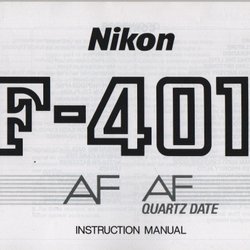 Nikon
F-401
AF AF
QUARTZ DATE
INSTRUCTION MANUAL